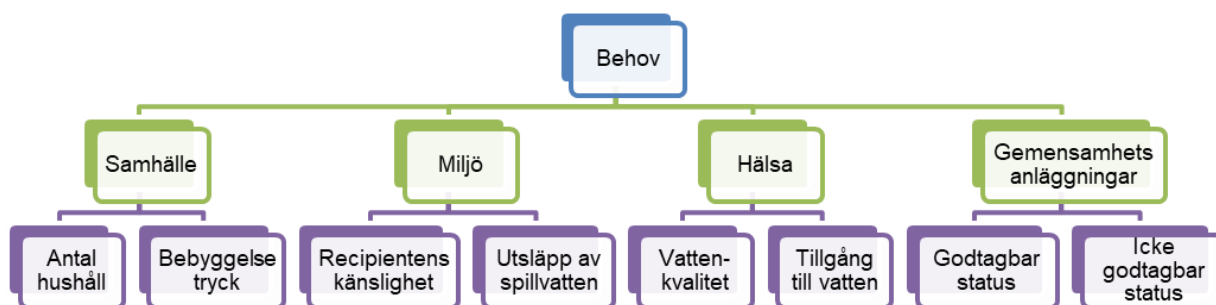 Behov
Samhälle
Miljö
Hälsa
Gemensamhets
anläggningar
Antal
hushåll
Bebyggelse
tryck
Recipientens
känslighet
Utsläpp av
spillvatten
Vatten-
kvalitet
Tillgång
till vatten
Godtagbar
status
Icke
godtagbar
status